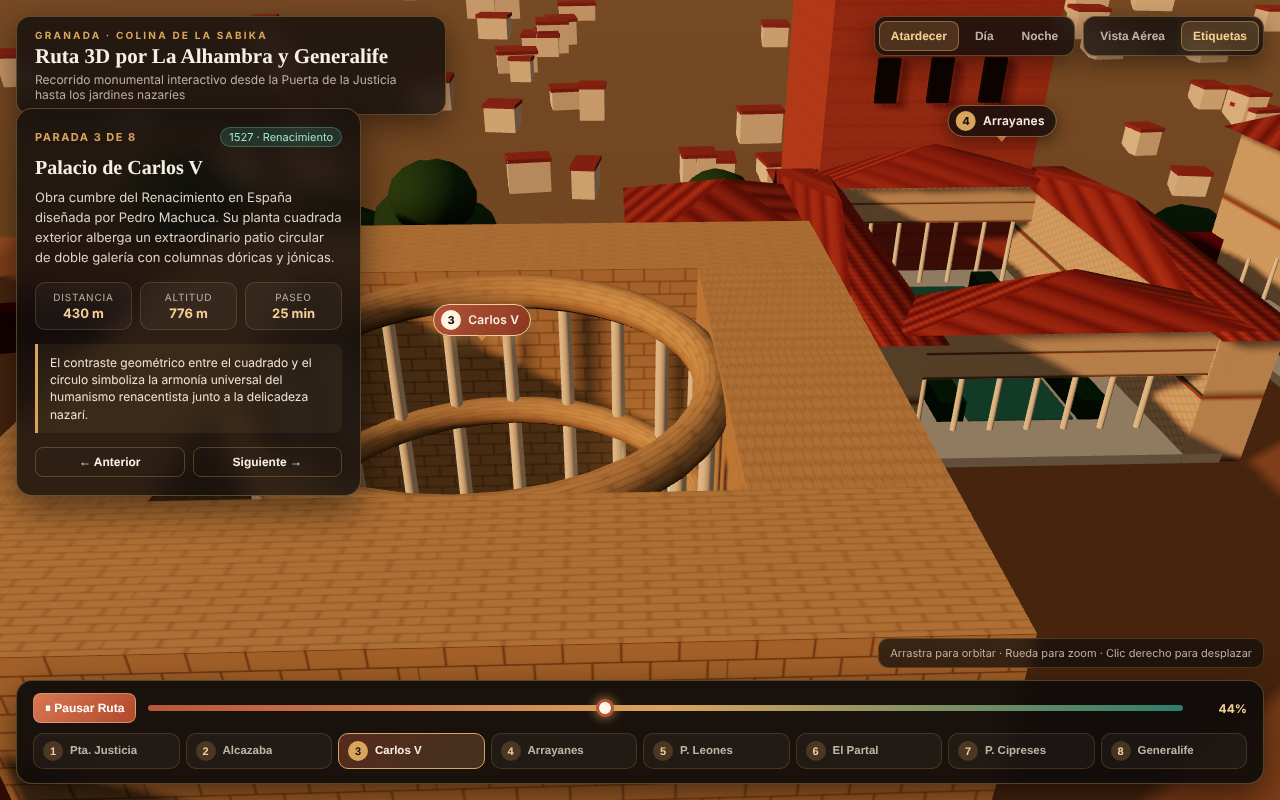 GRANADA · COLINA DE LA SABIKA
Ruta 3D por La Alhambra y Generalife
Recorrido monumental interactivo desde la Puerta de la Justicia
hasta los jardines nazaríes
Atardecer
Día
Noche
Vista Aérea
Etiquetas
PARADA 3 DE 8
1527 · Renacimiento
Palacio de Carlos V
Obra cumbre del Renacimiento en España
diseñada por Pedro Machuca. Su planta cuadrada
exterior alberga un extraordinario patio circular
de doble galería con columnas dóricas y jónicas.
DISTANCIA
430 m
ALTITUD
776 m
PASEO
25 min
El contraste geométrico entre el cuadrado y el
círculo simboliza la armonía universal del
humanismo renacentista junto a la delicadeza
nazarí.
← Anterior
Siguiente →
4 Arrayanes
3 Carlos V
Arrastra para orbitar · Rueda para zoom · Clic derecho para desplazar
Pausar Ruta
44%
1 Pta. Justicia
2 Alcazaba
3 Carlos V
4 Arrayanes
5 P. Leones
6 El Partal
7 P. Cipreses
8 Generalife